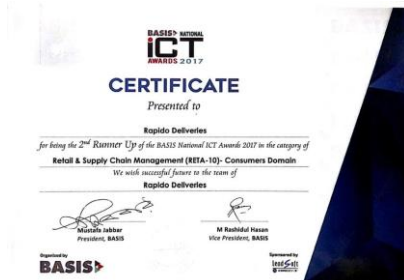 BASIS NATIONAL
ICT
AWARDS 2017
CERTIFICATE
Presented to
Rapido Deliveries
for being the 2nd Runner Up of the BASIS National ICT Awards 2017 in the category of
Retail & Supply Chain Management (RETA-10)- Consumers Domain
We wish successful future to the team of
Rapido Deliveries
Mustafa Jabbar
President, BASIS
M Rashidul Hasan
Vice President, BASIS
Organized by
BASIS
Sponsored by
LeadSoft